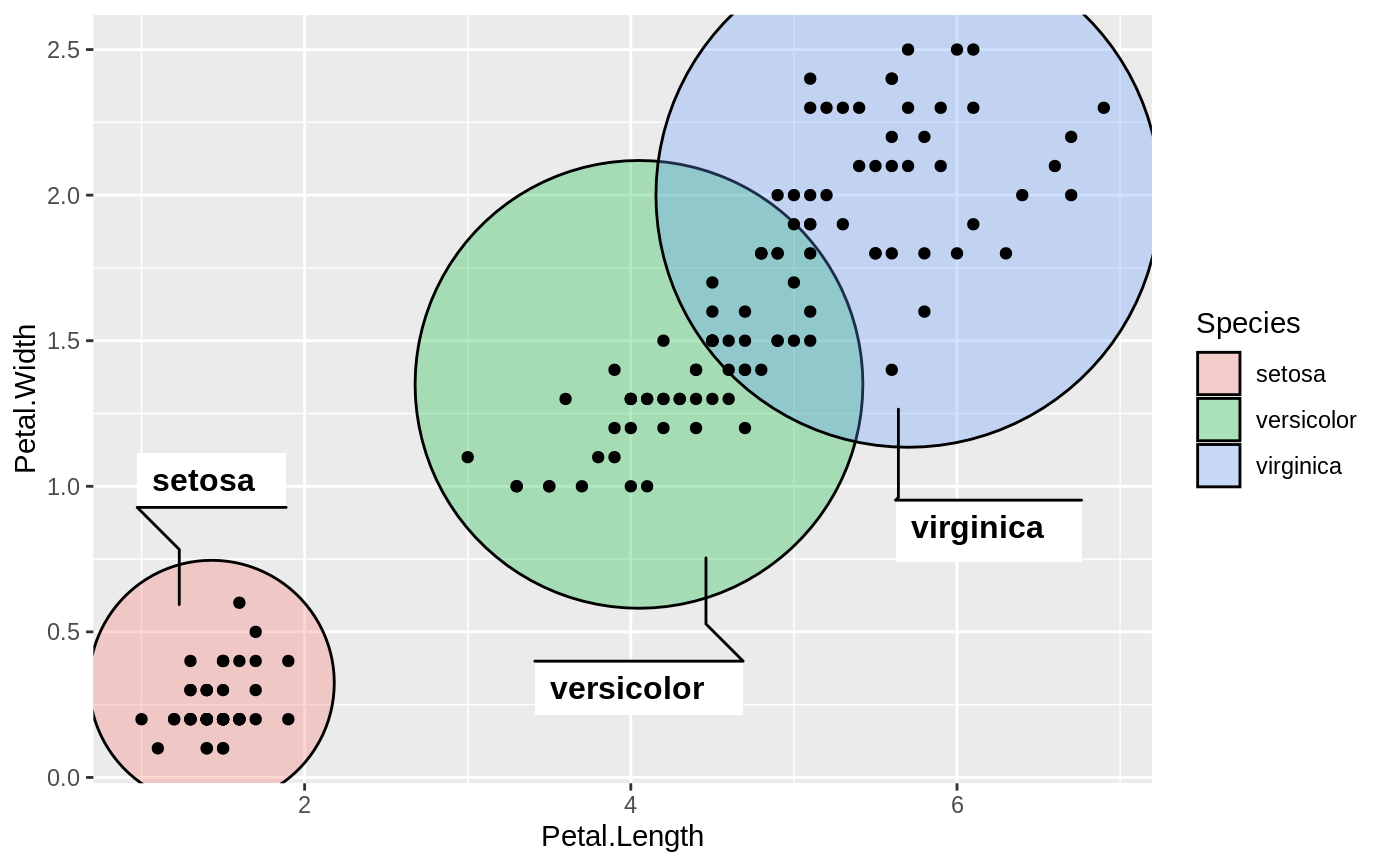 2.5
2.0
1.5
1.0
0.5
0.0
Petal.Width
setosa
versicolor
virginica
2
4
6
Petal.Length
Species
setosa
versicolor
virginica